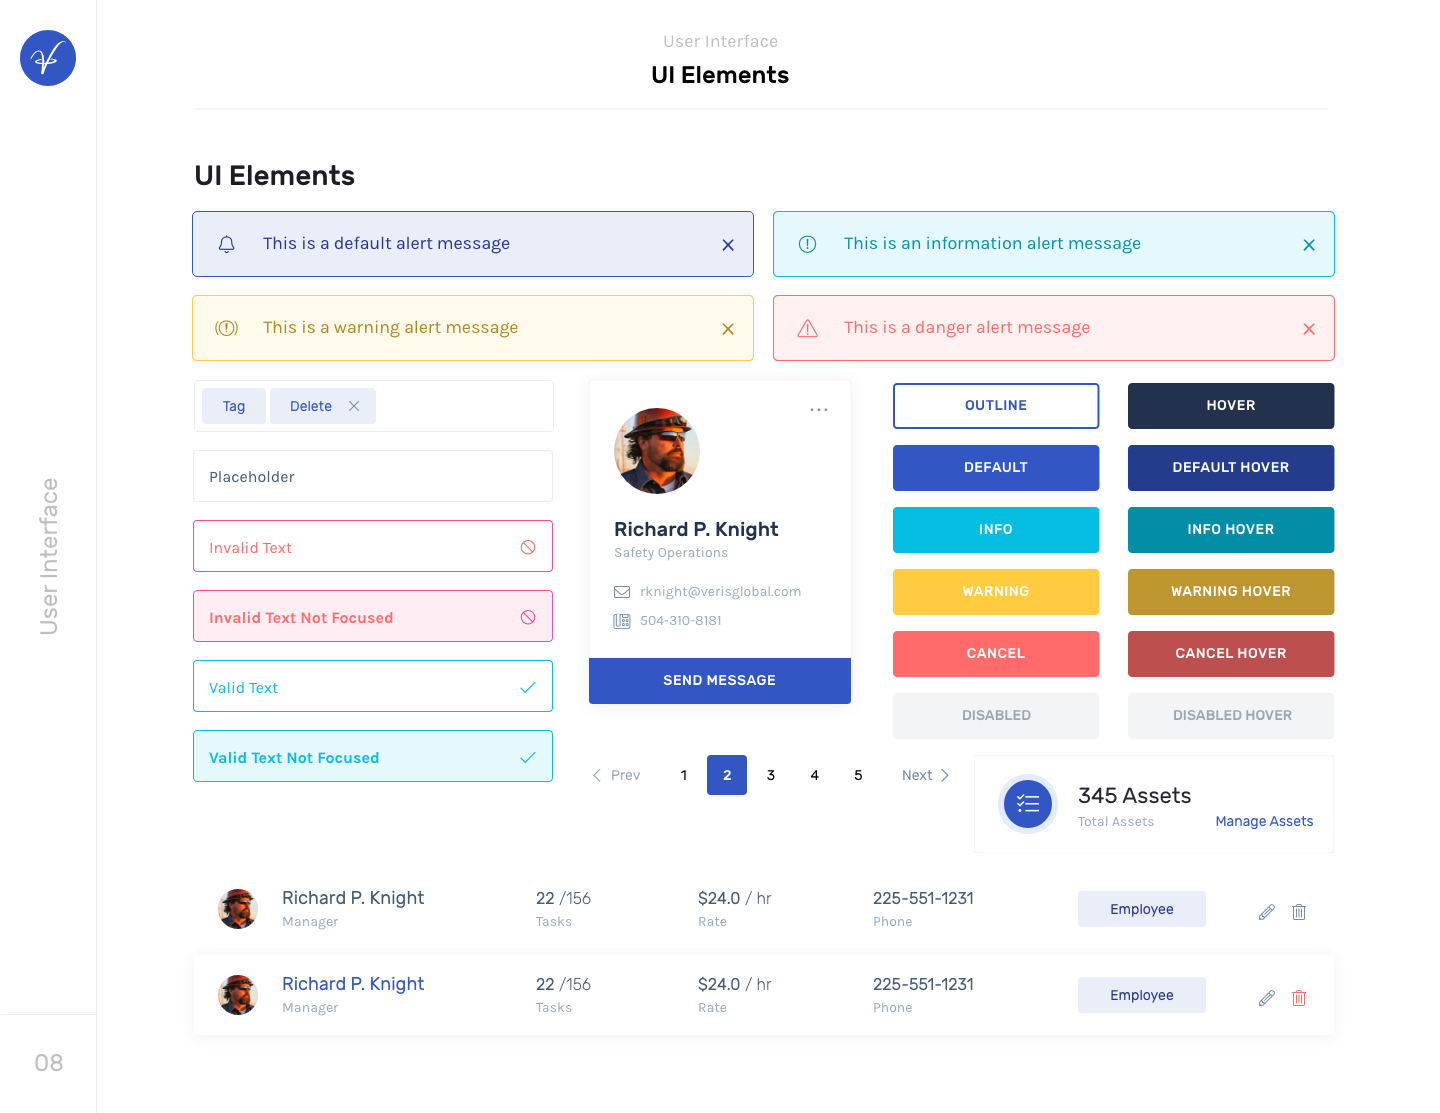 User Interface
UI Elements
UI Elements
This is a default alert message
This is an information alert message
This is a warning alert message
This is a danger alert message
Tag
Delete
Placeholder
Invalid Text
Invalid Text Not Focused
Valid Text
Valid Text Not Focused
Richard P. Knight
Safety Operations
rknight@verisglobal.com
504-310-8181
SEND MESSAGE
OUTLINE
HOVER
DEFAULT
DEFAULT HOVER
INFO
INFO HOVER
WARNING
WARNING HOVER
CANCEL
CANCEL HOVER
DISABLED
DISABLED HOVER
Prev 1 2 3 4 5 Next
345 Assets
Total Assets
Manage Assets
Richard P. Knight 22 /156 $24.0 / hr 225-551-1231 Employee
Manager Tasks Rate Phone
Richard P. Knight 22 /156 $24.0 / hr 225-551-1231 Employee
Manager Tasks Rate Phone
User Interface
08